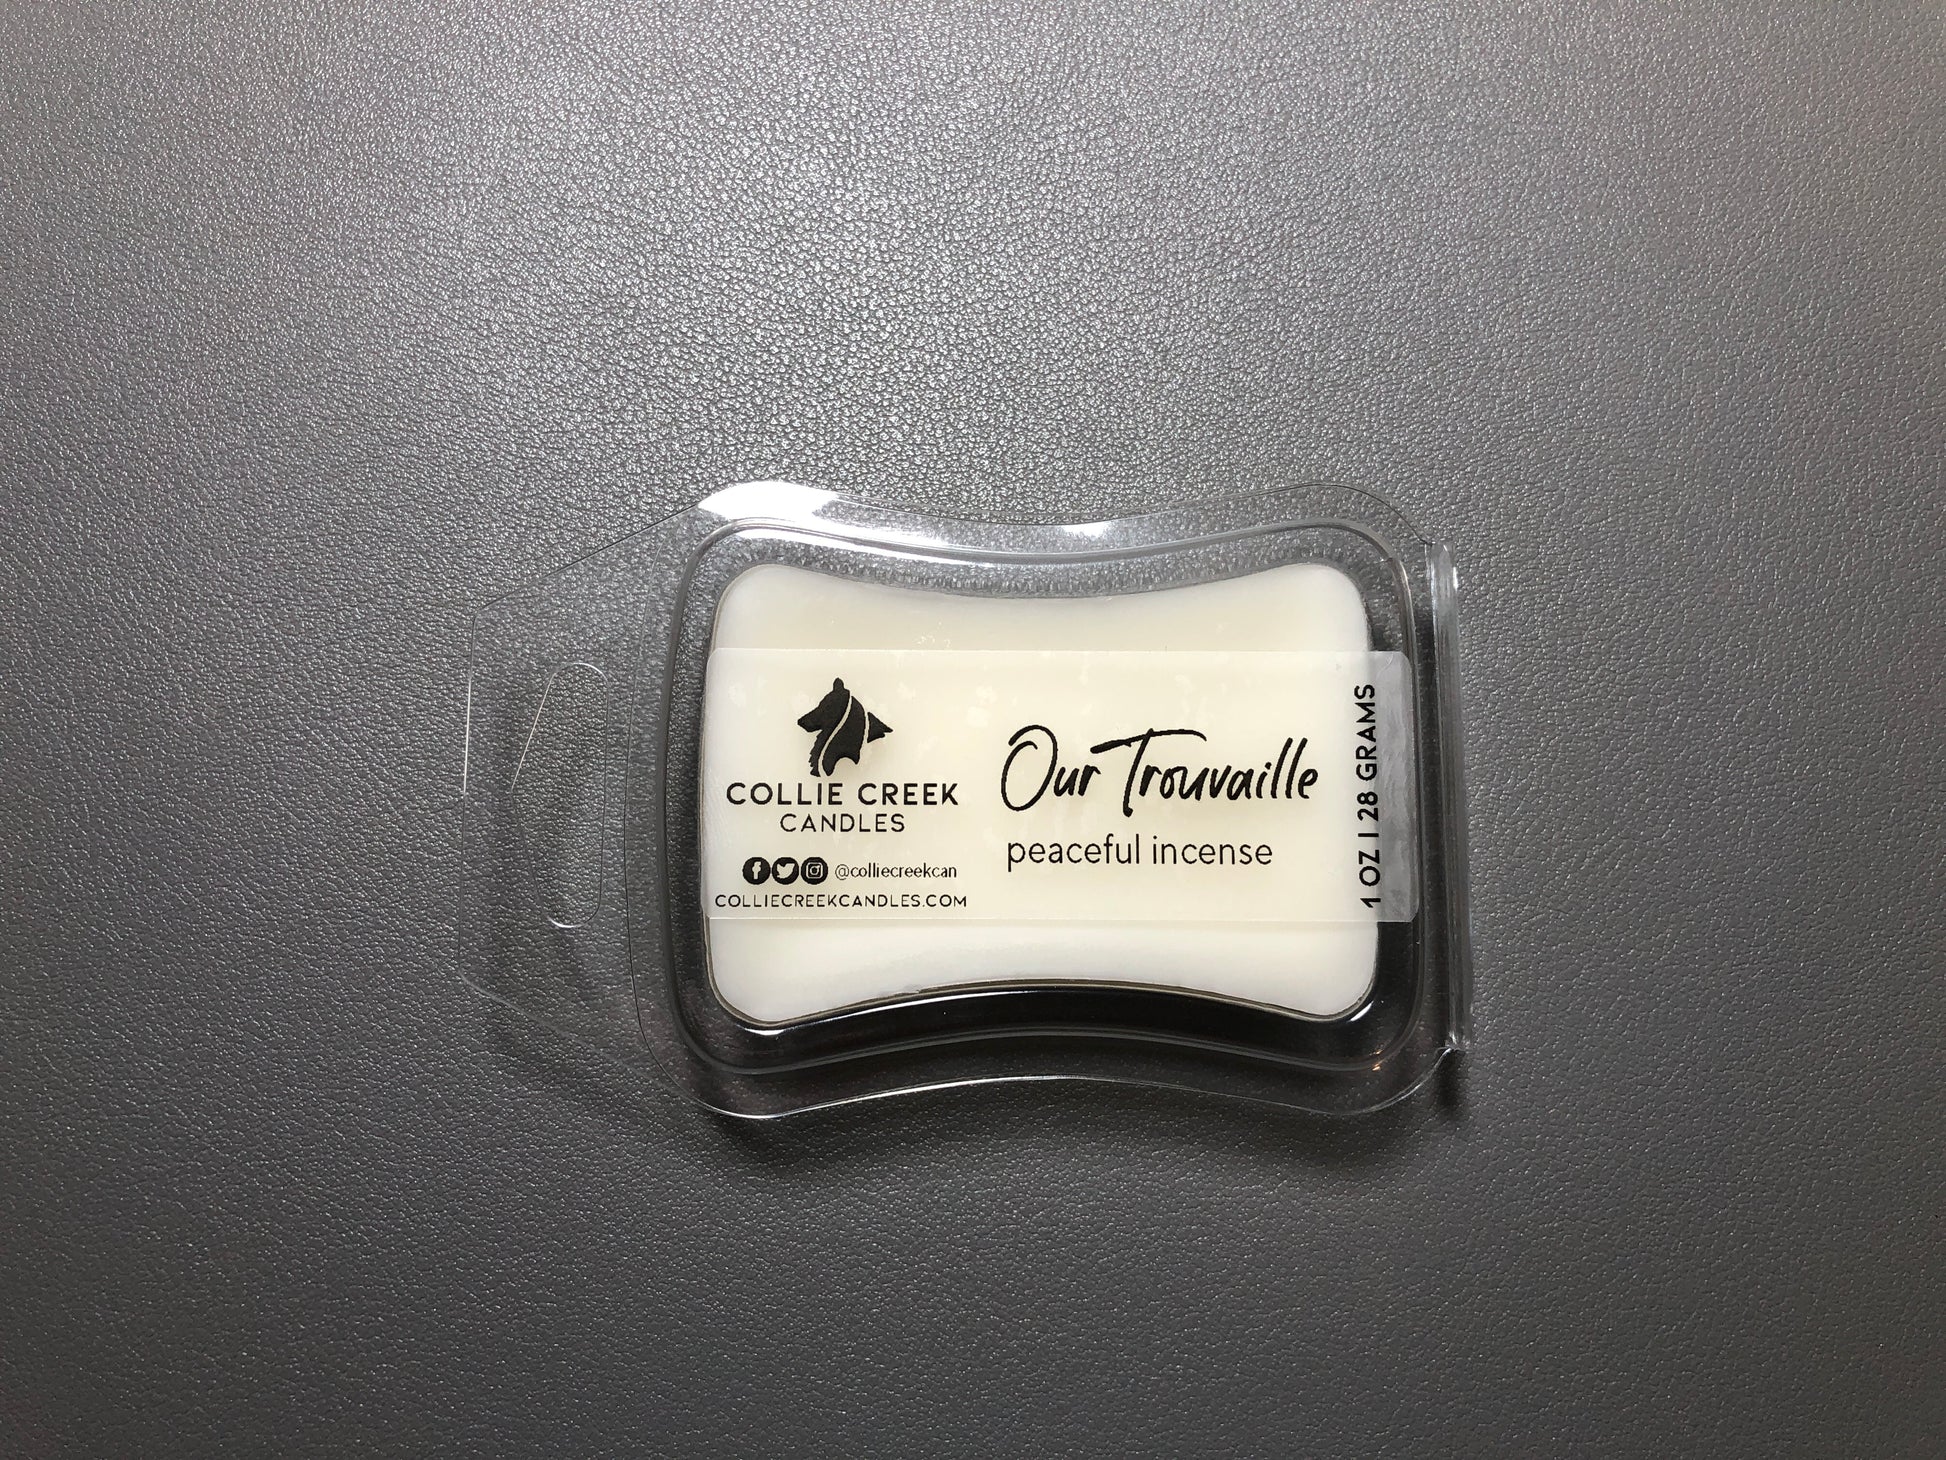 COLLIE CREEK
CANDLES
@colliecreekcan
COLLIECREEKCANDLES.COM
Our Trouvaille
peaceful incense
1 OZ | 28 GRAMS